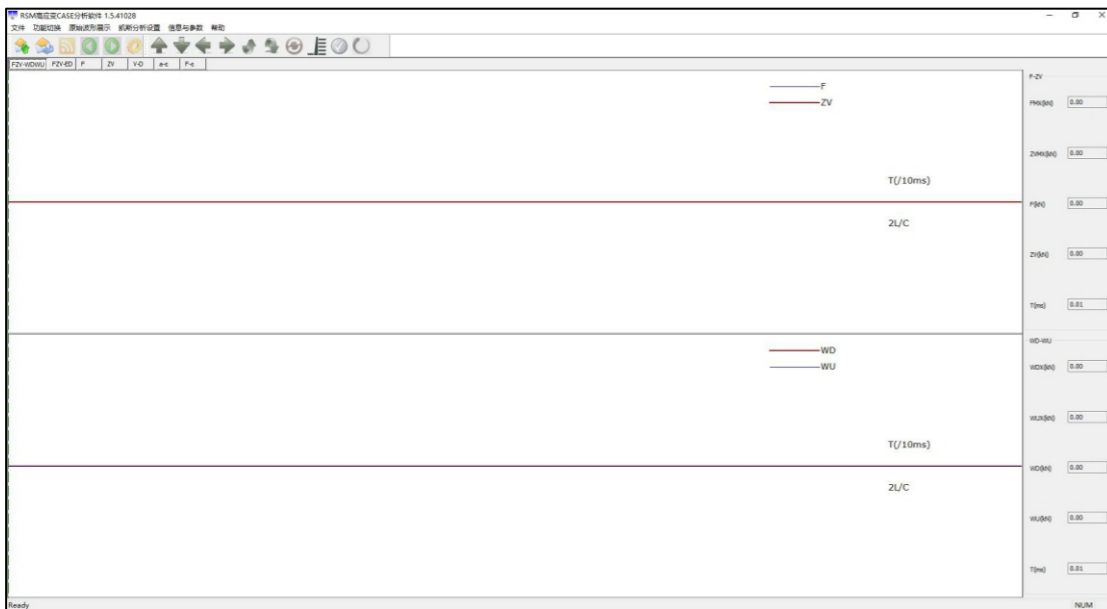 RSM高应变CASE分析软件 1.5.41028
文件 功能切换 原始波形显示 凯斯分析设置 信息与参数 帮助
FZV-WDWU FZV-ED F ZV V-D e-c F-c
F
ZV
T(/10ms)
2L/C
WD
WU
T(/10ms)
2L/C
F-ZV
FMX(kN) 0.00
ZVMX(kN) 0.00
F(kN) 0.00
ZV(kN) 0.00
T(ms) 0.01
WD-WU
WDX(kN) 0.00
WUX(kN) 0.00
WD(kN) 0.00
WU(kN) 0.00
T(ms) 0.01
Ready NUM